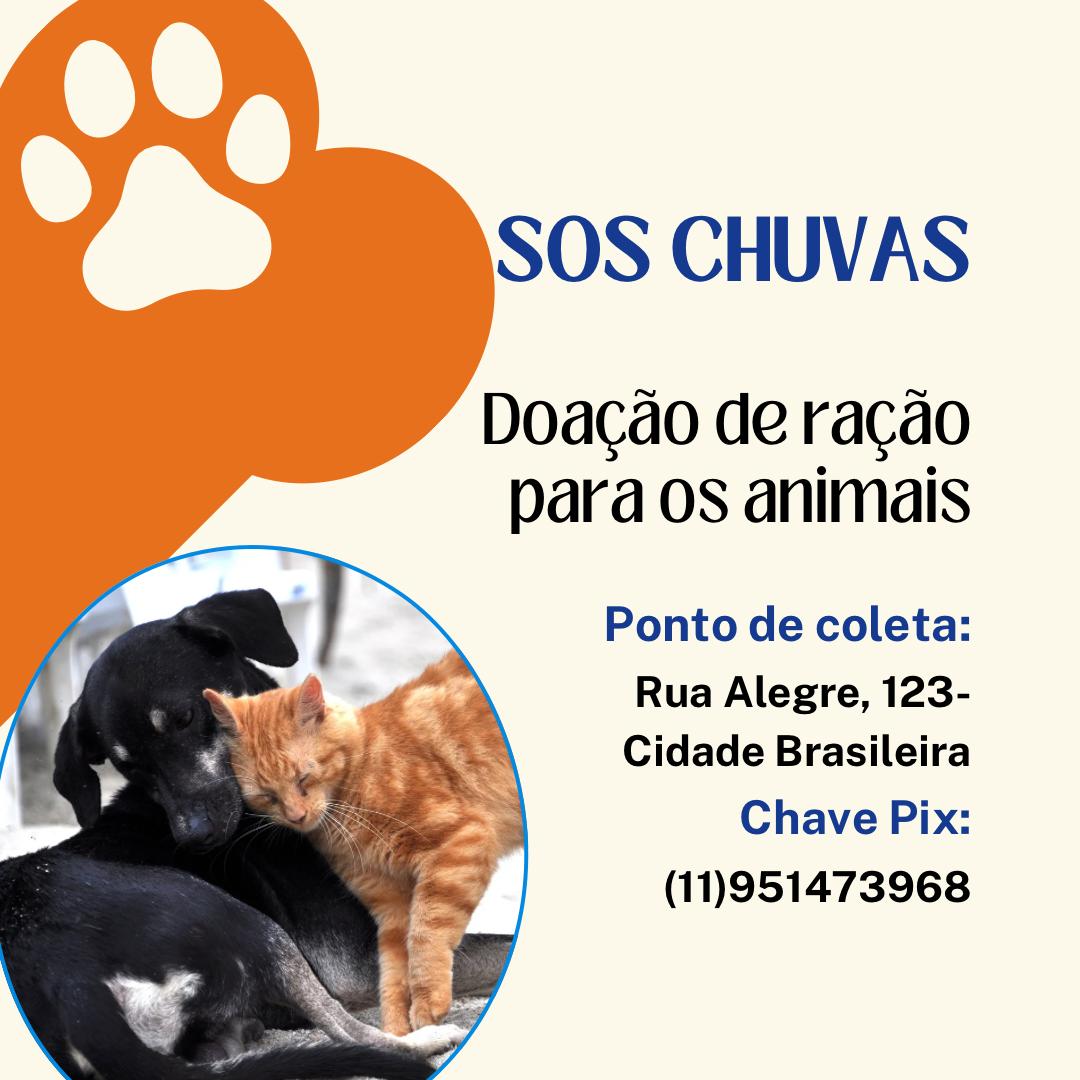 SOS CHUVAS
Doação de ração
para os animais
Ponto de coleta:
Rua Alegre, 123-
Cidade Brasileira
Chave Pix:
(11)951473968